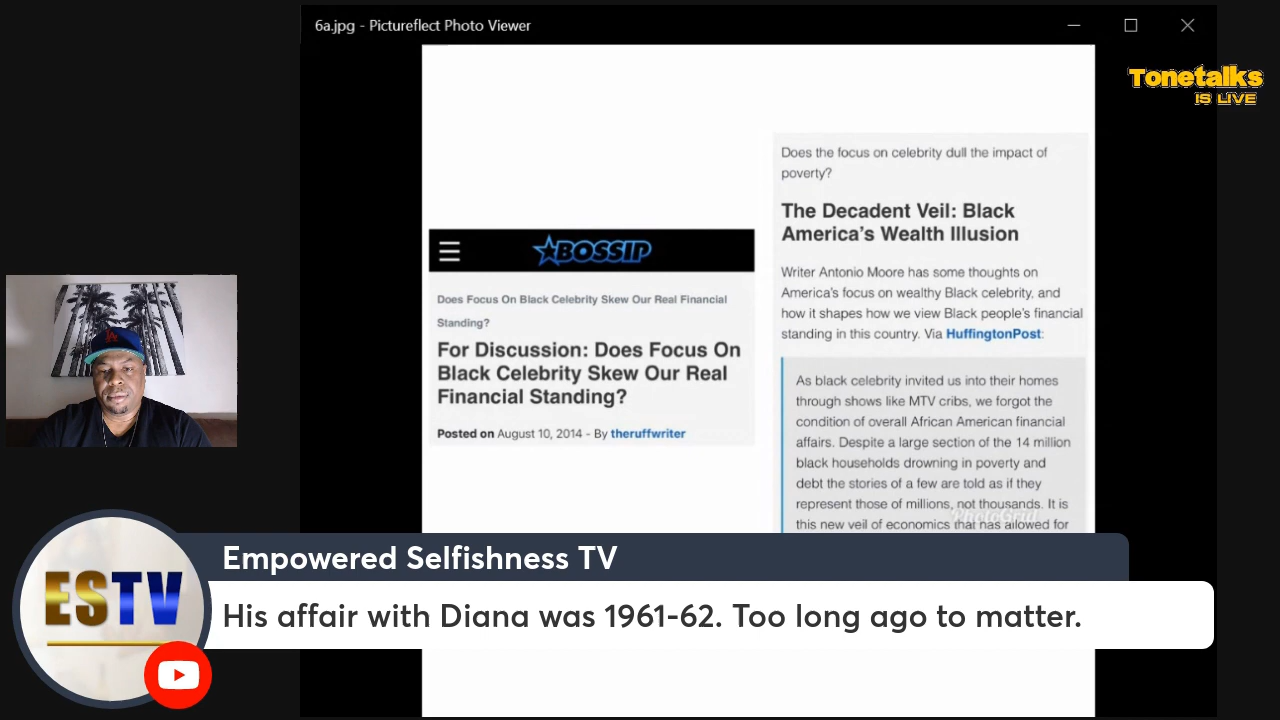 6a.jpg - Pictureflect Photo Viewer
Tonetalks
IS LIVE
BOSSIP
Does Focus On Black Celebrity Skew Our Real Financial
Standing?
For Discussion: Does Focus On
Black Celebrity Skew Our Real
Financial Standing?
Posted on August 10, 2014 - By theruffwriter
Does the focus on celebrity dull the impact of
poverty?
The Decadent Veil: Black
America's Wealth Illusion
Writer Antonio Moore has some thoughts on
America's focus on wealthy Black celebrity, and
how it shapes how we view Black people's financial
standing in this country. Via HuffingtonPost:
As black celebrity invited us into their homes
through shows like MTV cribs, we forgot the
condition of overall African American financial
affairs. Despite a large section of the 14 million
black households drowning in poverty and
debt the stories of a few are told as if they
represent those of millions, not thousands. It is
this new veil of economics that has allowed for
PhotoGrid
ESTV
Empowered Selfishness TV
His affair with Diana was 1961-62. Too long ago to matter.